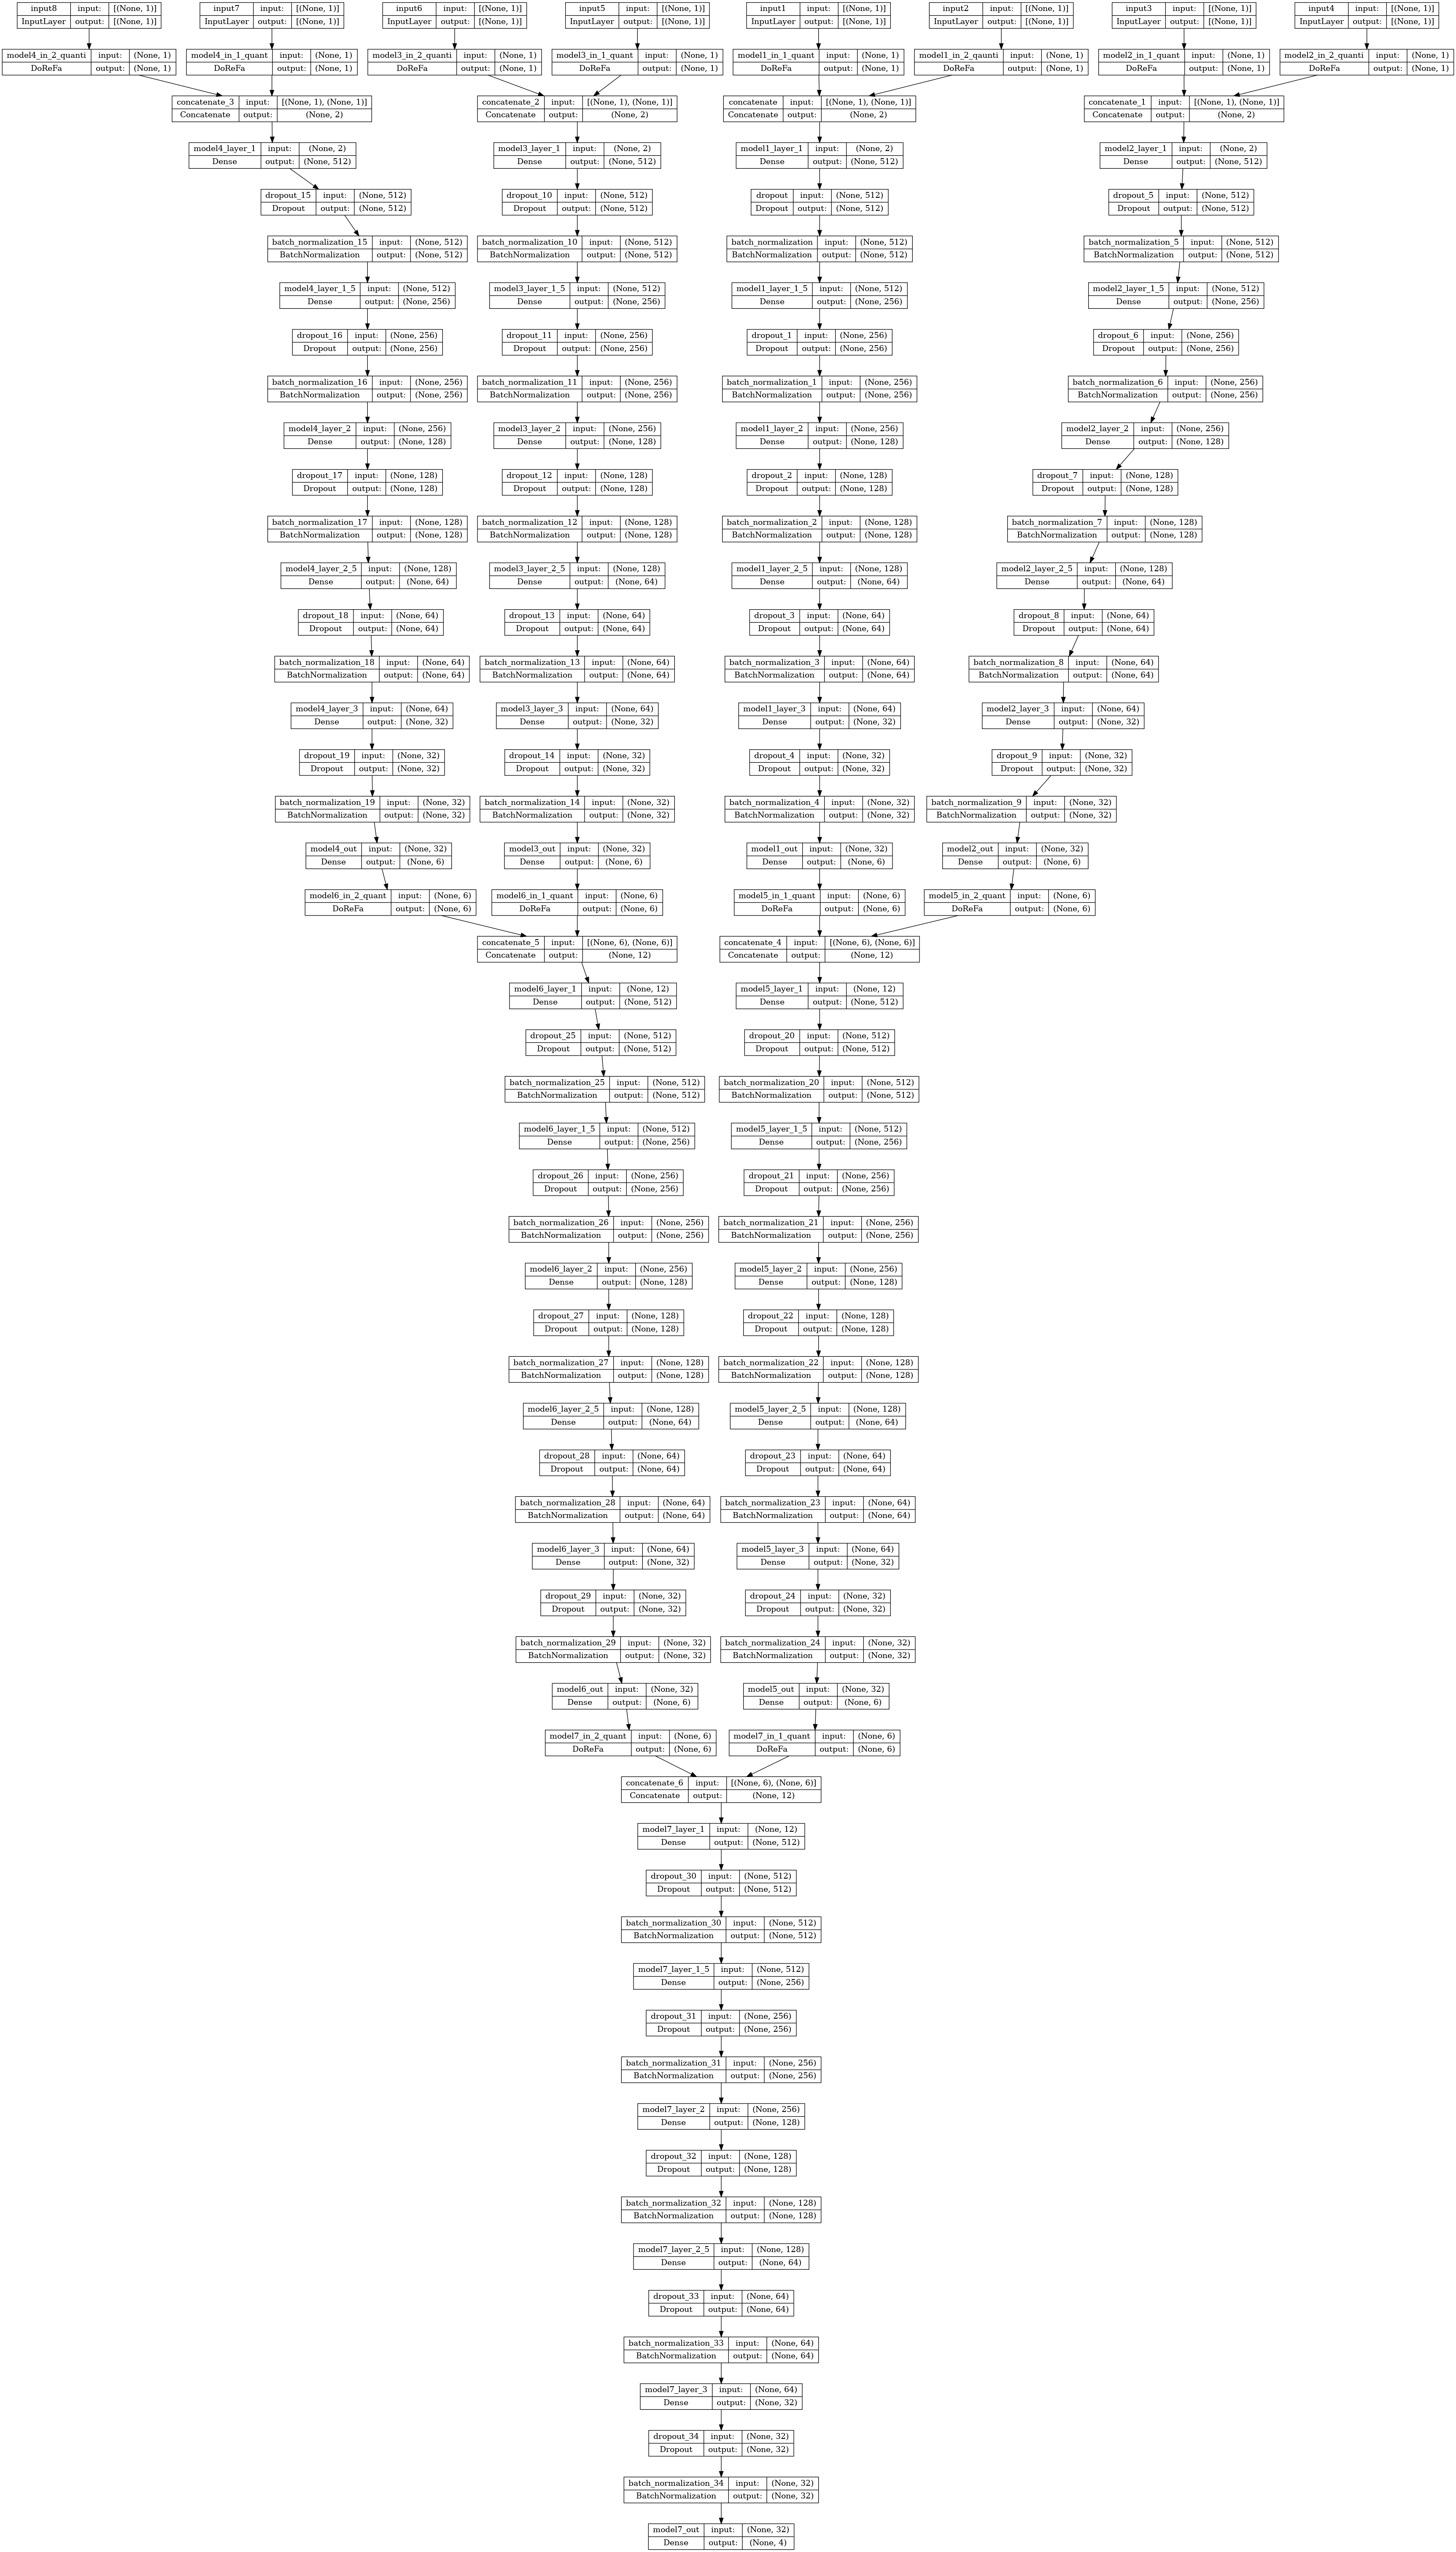 input8 input: [(None, 1)]
InputLayer output: [(None, 1)]
input7 input: [(None, 1)]
InputLayer output: [(None, 1)]
input6 input: [(None, 1)]
InputLayer output: [(None, 1)]
input5 input: [(None, 1)]
InputLayer output: [(None, 1)]
input1 input: [(None, 1)]
InputLayer output: [(None, 1)]
input2 input: [(None, 1)]
InputLayer output: [(None, 1)]
input3 input: [(None, 1)]
InputLayer output: [(None, 1)]
input4 input: [(None, 1)]
InputLayer output: [(None, 1)]
model4_in_2_quanti input: (None, 1)
DoReFa output: (None, 1)
model4_in_1_quant input: (None, 1)
DoReFa output: (None, 1)
model3_in_2_quanti input: (None, 1)
DoReFa output: (None, 1)
model3_in_1_quant input: (None, 1)
DoReFa output: (None, 1)
model1_in_1_quant input: (None, 1)
DoReFa output: (None, 1)
model1_in_2_quanti input: (None, 1)
DoReFa output: (None, 1)
model2_in_1_quant input: (None, 1)
DoReFa output: (None, 1)
model2_in_2_quanti input: (None, 1)
DoReFa output: (None, 1)
concatenate_3 input: [(None, 1), (None, 1)]
Concatenate output: (None, 2)
concatenate_2 input: [(None, 1), (None, 1)]
Concatenate output: (None, 2)
concatenate input: [(None, 1), (None, 1)]
Concatenate output: (None, 2)
concatenate_1 input: [(None, 1), (None, 1)]
Concatenate output: (None, 2)
model4_layer_1 input: (None, 2)
Dense output: (None, 512)
model3_layer_1 input: (None, 2)
Dense output: (None, 512)
model1_layer_1 input: (None, 2)
Dense output: (None, 512)
model2_layer_1 input: (None, 2)
Dense output: (None, 512)
dropout_15 input: (None, 512)
Dropout output: (None, 512)
dropout_10 input: (None, 512)
Dropout output: (None, 512)
dropout input: (None, 512)
Dropout output: (None, 512)
dropout_5 input: (None, 512)
Dropout output: (None, 512)
batch_normalization_15 input: (None, 512)
BatchNormalization output: (None, 512)
batch_normalization_10 input: (None, 512)
BatchNormalization output: (None, 512)
batch_normalization input: (None, 512)
BatchNormalization output: (None, 512)
batch_normalization_5 input: (None, 512)
BatchNormalization output: (None, 512)
model4_layer_1_5 input: (None, 512)
Dense output: (None, 256)
model3_layer_1_5 input: (None, 512)
Dense output: (None, 256)
model1_layer_1_5 input: (None, 512)
Dense output: (None, 256)
model2_layer_1_5 input: (None, 512)
Dense output: (None, 256)
dropout_16 input: (None, 256)
Dropout output: (None, 256)
dropout_11 input: (None, 256)
Dropout output: (None, 256)
dropout_1 input: (None, 256)
Dropout output: (None, 256)
dropout_6 input: (None, 256)
Dropout output: (None, 256)
batch_normalization_16 input: (None, 256)
BatchNormalization output: (None, 256)
batch_normalization_11 input: (None, 256)
BatchNormalization output: (None, 256)
batch_normalization_1 input: (None, 256)
BatchNormalization output: (None, 256)
batch_normalization_6 input: (None, 256)
BatchNormalization output: (None, 256)
model4_layer_2 input: (None, 256)
Dense output: (None, 128)
model3_layer_2 input: (None, 256)
Dense output: (None, 128)
model1_layer_2 input: (None, 256)
Dense output: (None, 128)
model2_layer_2 input: (None, 256)
Dense output: (None, 128)
dropout_17 input: (None, 128)
Dropout output: (None, 128)
dropout_12 input: (None, 128)
Dropout output: (None, 128)
dropout_2 input: (None, 128)
Dropout output: (None, 128)
dropout_7 input: (None, 128)
Dropout output: (None, 128)
batch_normalization_17 input: (None, 128)
BatchNormalization output: (None, 128)
batch_normalization_12 input: (None, 128)
BatchNormalization output: (None, 128)
batch_normalization_2 input: (None, 128)
BatchNormalization output: (None, 128)
batch_normalization_7 input: (None, 128)
BatchNormalization output: (None, 128)
model4_layer_2_5 input: (None, 128)
Dense output: (None, 64)
model3_layer_2_5 input: (None, 128)
Dense output: (None, 64)
model1_layer_2_5 input: (None, 128)
Dense output: (None, 64)
model2_layer_2_5 input: (None, 128)
Dense output: (None, 64)
dropout_18 input: (None, 64)
Dropout output: (None, 64)
dropout_13 input: (None, 64)
Dropout output: (None, 64)
dropout_3 input: (None, 64)
Dropout output: (None, 64)
dropout_8 input: (None, 64)
Dropout output: (None, 64)
batch_normalization_18 input: (None, 64)
BatchNormalization output: (None, 64)
batch_normalization_13 input: (None, 64)
BatchNormalization output: (None, 64)
batch_normalization_3 input: (None, 64)
BatchNormalization output: (None, 64)
batch_normalization_8 input: (None, 64)
BatchNormalization output: (None, 64)
model4_layer_3 input: (None, 64)
Dense output: (None, 32)
model3_layer_3 input: (None, 64)
Dense output: (None, 32)
model1_layer_3 input: (None, 64)
Dense output: (None, 32)
model2_layer_3 input: (None, 64)
Dense output: (None, 32)
dropout_19 input: (None, 32)
Dropout output: (None, 32)
dropout_14 input: (None, 32)
Dropout output: (None, 32)
dropout_4 input: (None, 32)
Dropout output: (None, 32)
dropout_9 input: (None, 32)
Dropout output: (None, 32)
batch_normalization_19 input: (None, 32)
BatchNormalization output: (None, 32)
batch_normalization_14 input: (None, 32)
BatchNormalization output: (None, 32)
batch_normalization_4 input: (None, 32)
BatchNormalization output: (None, 32)
batch_normalization_9 input: (None, 32)
BatchNormalization output: (None, 32)
model4_out input: (None, 32)
Dense output: (None, 6)
model3_out input: (None, 32)
Dense output: (None, 6)
model1_out input: (None, 32)
Dense output: (None, 6)
model2_out input: (None, 32)
Dense output: (None, 6)
model6_in_2_quant input: (None, 6)
DoReFa output: (None, 6)
model6_in_1_quant input: (None, 6)
DoReFa output: (None, 6)
model5_in_1_quant input: (None, 6)
DoReFa output: (None, 6)
model5_in_2_quant input: (None, 6)
DoReFa output: (None, 6)
concatenate_5 input: [(None, 6), (None, 6)]
Concatenate output: (None, 12)
concatenate_4 input: [(None, 6), (None, 6)]
Concatenate output: (None, 12)
model6_layer_1 input: (None, 12)
Dense output: (None, 512)
model5_layer_1 input: (None, 12)
Dense output: (None, 512)
dropout_25 input: (None, 512)
Dropout output: (None, 512)
dropout_20 input: (None, 512)
Dropout output: (None, 512)
batch_normalization_25 input: (None, 512)
BatchNormalization output: (None, 512)
batch_normalization_20 input: (None, 512)
BatchNormalization output: (None, 512)
model6_layer_1_5 input: (None, 512)
Dense output: (None, 256)
model5_layer_1_5 input: (None, 512)
Dense output: (None, 256)
dropout_26 input: (None, 256)
Dropout output: (None, 256)
dropout_21 input: (None, 256)
Dropout output: (None, 256)
batch_normalization_26 input: (None, 256)
BatchNormalization output: (None, 256)
batch_normalization_21 input: (None, 256)
BatchNormalization output: (None, 256)
model6_layer_2 input: (None, 256)
Dense output: (None, 128)
model5_layer_2 input: (None, 256)
Dense output: (None, 128)
dropout_27 input: (None, 128)
Dropout output: (None, 128)
dropout_22 input: (None, 128)
Dropout output: (None, 128)
batch_normalization_27 input: (None, 128)
BatchNormalization output: (None, 128)
batch_normalization_22 input: (None, 128)
BatchNormalization output: (None, 128)
model6_layer_2_5 input: (None, 128)
Dense output: (None, 64)
model5_layer_2_5 input: (None, 128)
Dense output: (None, 64)
dropout_28 input: (None, 64)
Dropout output: (None, 64)
dropout_23 input: (None, 64)
Dropout output: (None, 64)
batch_normalization_28 input: (None, 64)
BatchNormalization output: (None, 64)
batch_normalization_23 input: (None, 64)
BatchNormalization output: (None, 64)
model6_layer_3 input: (None, 64)
Dense output: (None, 32)
model5_layer_3 input: (None, 64)
Dense output: (None, 32)
dropout_29 input: (None, 32)
Dropout output: (None, 32)
dropout_24 input: (None, 32)
Dropout output: (None, 32)
batch_normalization_29 input: (None, 32)
BatchNormalization output: (None, 32)
batch_normalization_24 input: (None, 32)
BatchNormalization output: (None, 32)
model6_out input: (None, 32)
Dense output: (None, 6)
model5_out input: (None, 32)
Dense output: (None, 6)
model7_in_2_quant input: (None, 6)
DoReFa output: (None, 6)
model7_in_1_quant input: (None, 6)
DoReFa output: (None, 6)
concatenate_6 input: [(None, 6), (None, 6)]
Concatenate output: (None, 12)
model7_layer_1 input: (None, 12)
Dense output: (None, 512)
dropout_30 input: (None, 512)
Dropout output: (None, 512)
batch_normalization_30 input: (None, 512)
BatchNormalization output: (None, 512)
model7_layer_1_5 input: (None, 512)
Dense output: (None, 256)
dropout_31 input: (None, 256)
Dropout output: (None, 256)
batch_normalization_31 input: (None, 256)
BatchNormalization output: (None, 256)
model7_layer_2 input: (None, 256)
Dense output: (None, 128)
dropout_32 input: (None, 128)
Dropout output: (None, 128)
batch_normalization_32 input: (None, 128)
BatchNormalization output: (None, 128)
model7_layer_2_5 input: (None, 128)
Dense output: (None, 64)
dropout_33 input: (None, 64)
Dropout output: (None, 64)
batch_normalization_33 input: (None, 64)
BatchNormalization output: (None, 64)
model7_layer_3 input: (None, 64)
Dense output: (None, 32)
dropout_34 input: (None, 32)
Dropout output: (None, 32)
batch_normalization_34 input: (None, 32)
BatchNormalization output: (None, 32)
model7_out input: (None, 32)
Dense output: (None, 4)